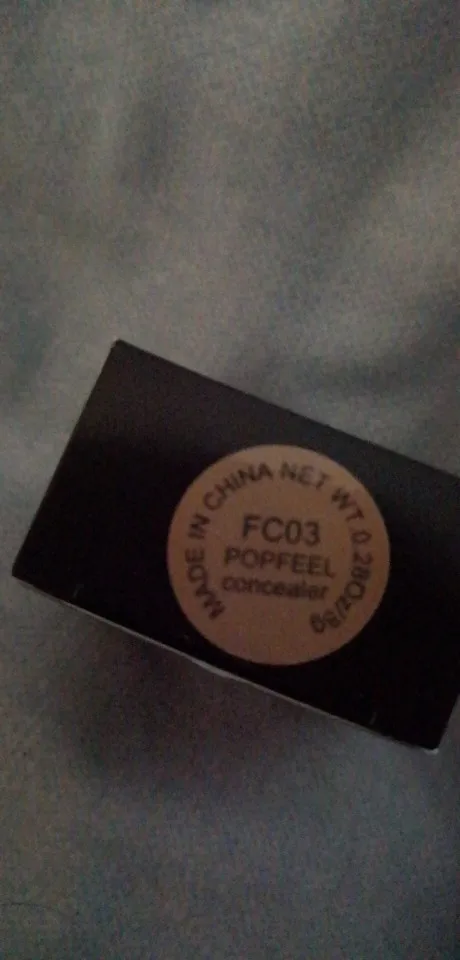 MADE IN CHINA NET WT.0.28Oz/8g
FC03
POPFEEL
concealer